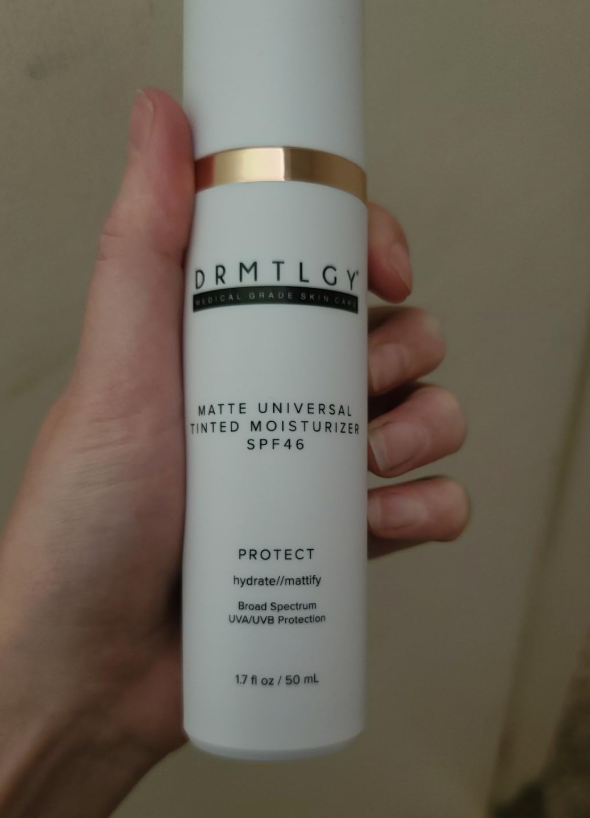 DRMTLGY®
MEDICAL GRADE SKIN CARE
MATTE UNIVERSAL
TINTED MOISTURIZER
SPF46
PROTECT
hydrate//mattify
Broad Spectrum
UVA/UVB Protection
1.7 fl oz / 50 mL